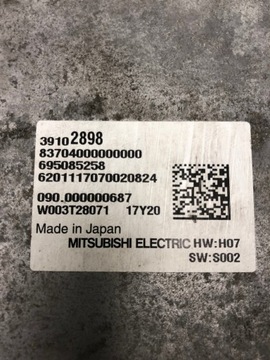 39102898
83704000000000
695085258
6201117070020824
090.000000687
W003T28071 17Y20
Made in Japan
MITSUBISHI ELECTRIC HW:H07
SW:S002